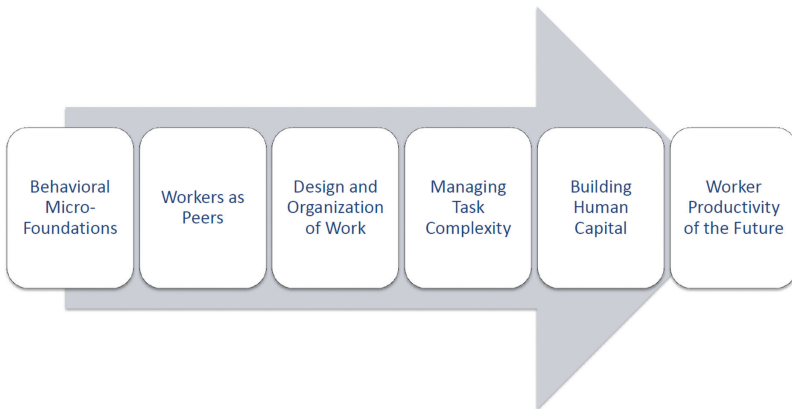 Behavioral
Micro-
Foundations
Workers as
Peers
Design and
Organization
of Work
Managing
Task
Complexity
Building
Human
Capital
Worker
Productivity
of the Future